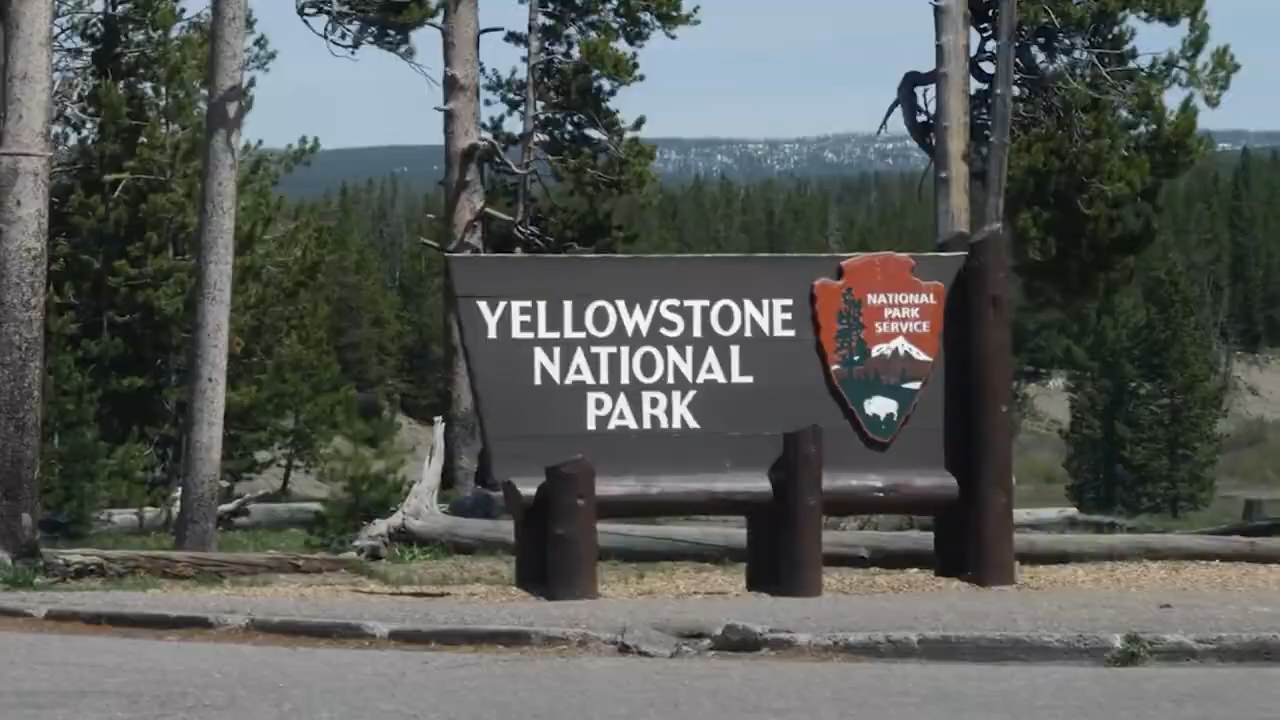 YELLOWSTONE
NATIONAL
PARK
NATIONAL
PARK
SERVICE